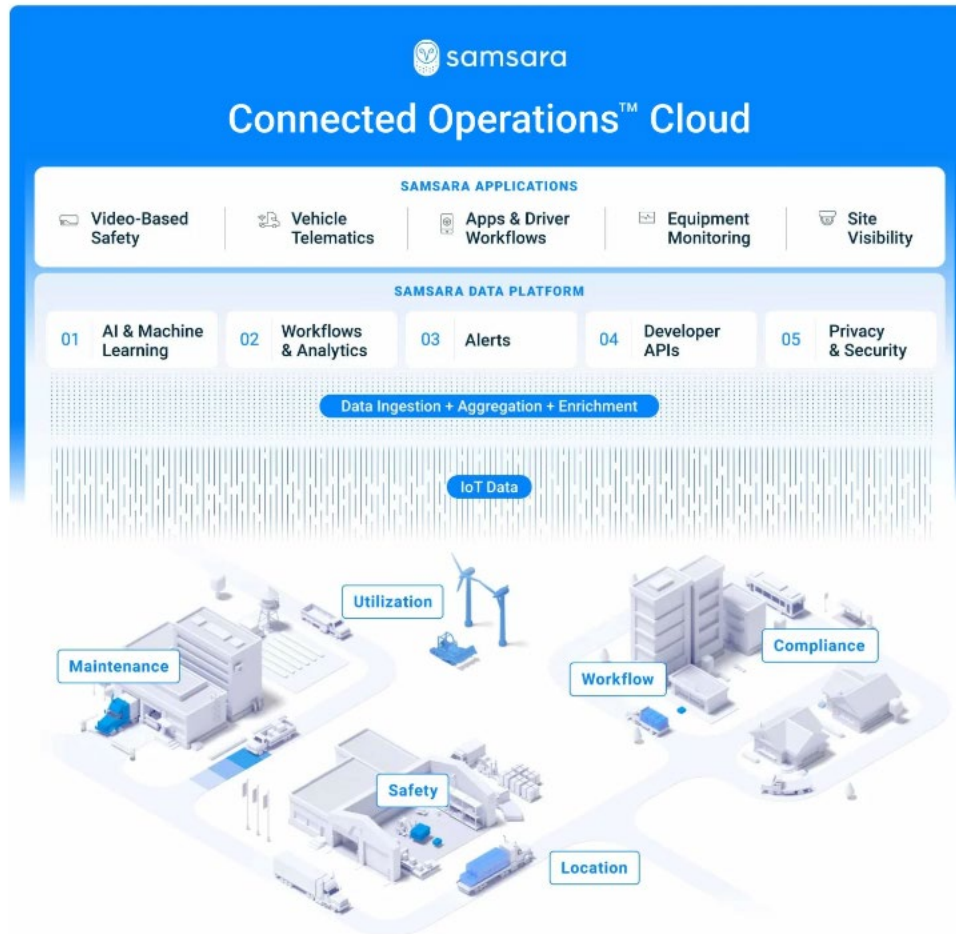 samsara
Connected Operations™ Cloud
SAMSARA APPLICATIONS
Video-Based
Safety
Vehicle
Telematics
Apps & Driver
Workflows
Equipment
Monitoring
Site
Visibility
SAMSARA DATA PLATFORM
01
AI & Machine
Learning
02
Workflows
& Analytics
03
Alerts
04
Developer
APIs
05
Privacy
& Security
Data Ingestion + Aggregation + Enrichment
IoT Data
Utilization
Maintenance
Compliance
Workflow
Safety
Location